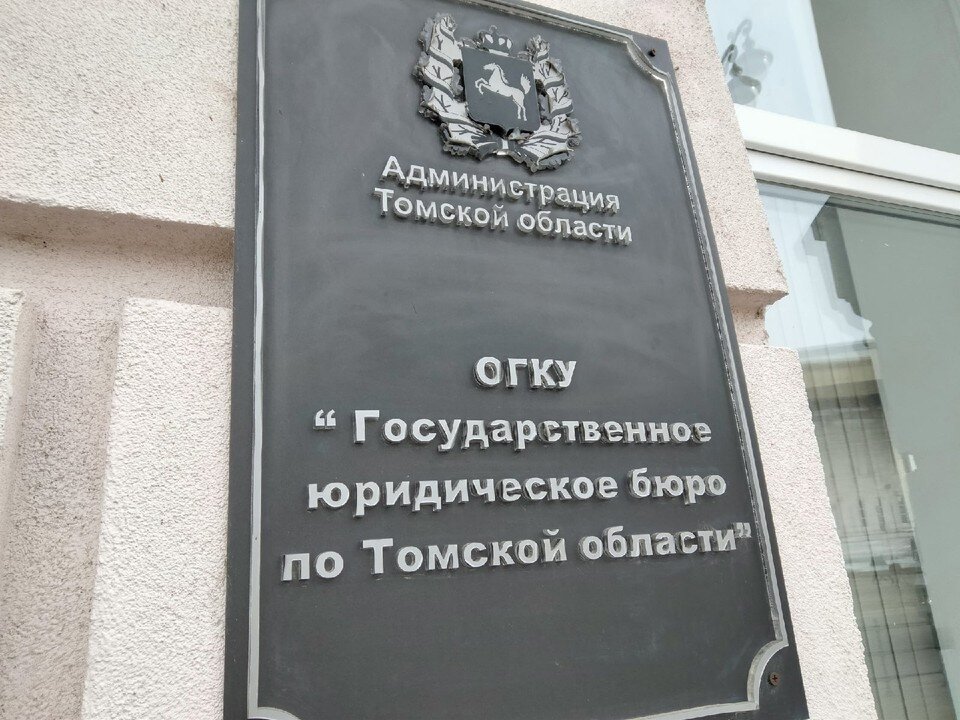 Администрация
Томской области
ОГКУ
“ Государственное
юридическое бюро
по Томской области”